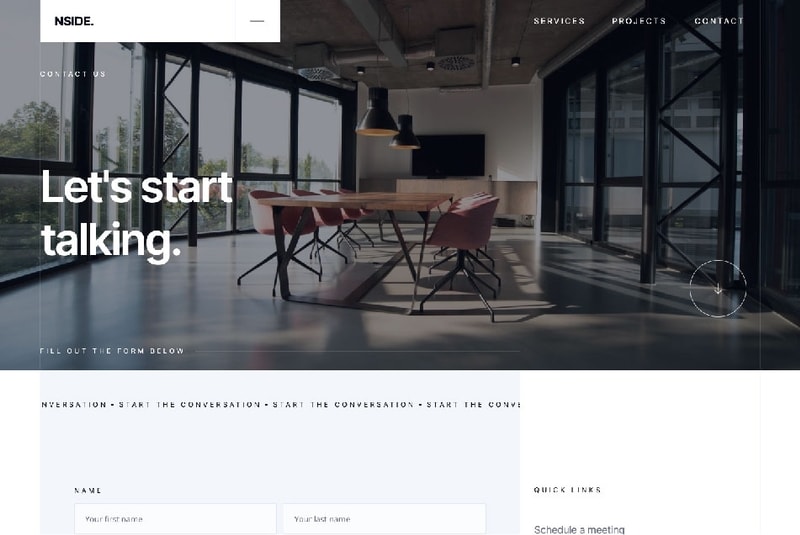 NSIDE.
SERVICES PROJECTS CONTACT
CONTACT US
Let's start
talking.
FILL OUT THE FORM BELOW
NVERSATION • START THE CONVERSATION • START THE CONVERSATION • START THE CONVE
NAME
QUICK LINKS
Your first name
Your last name
Schedule a meeting